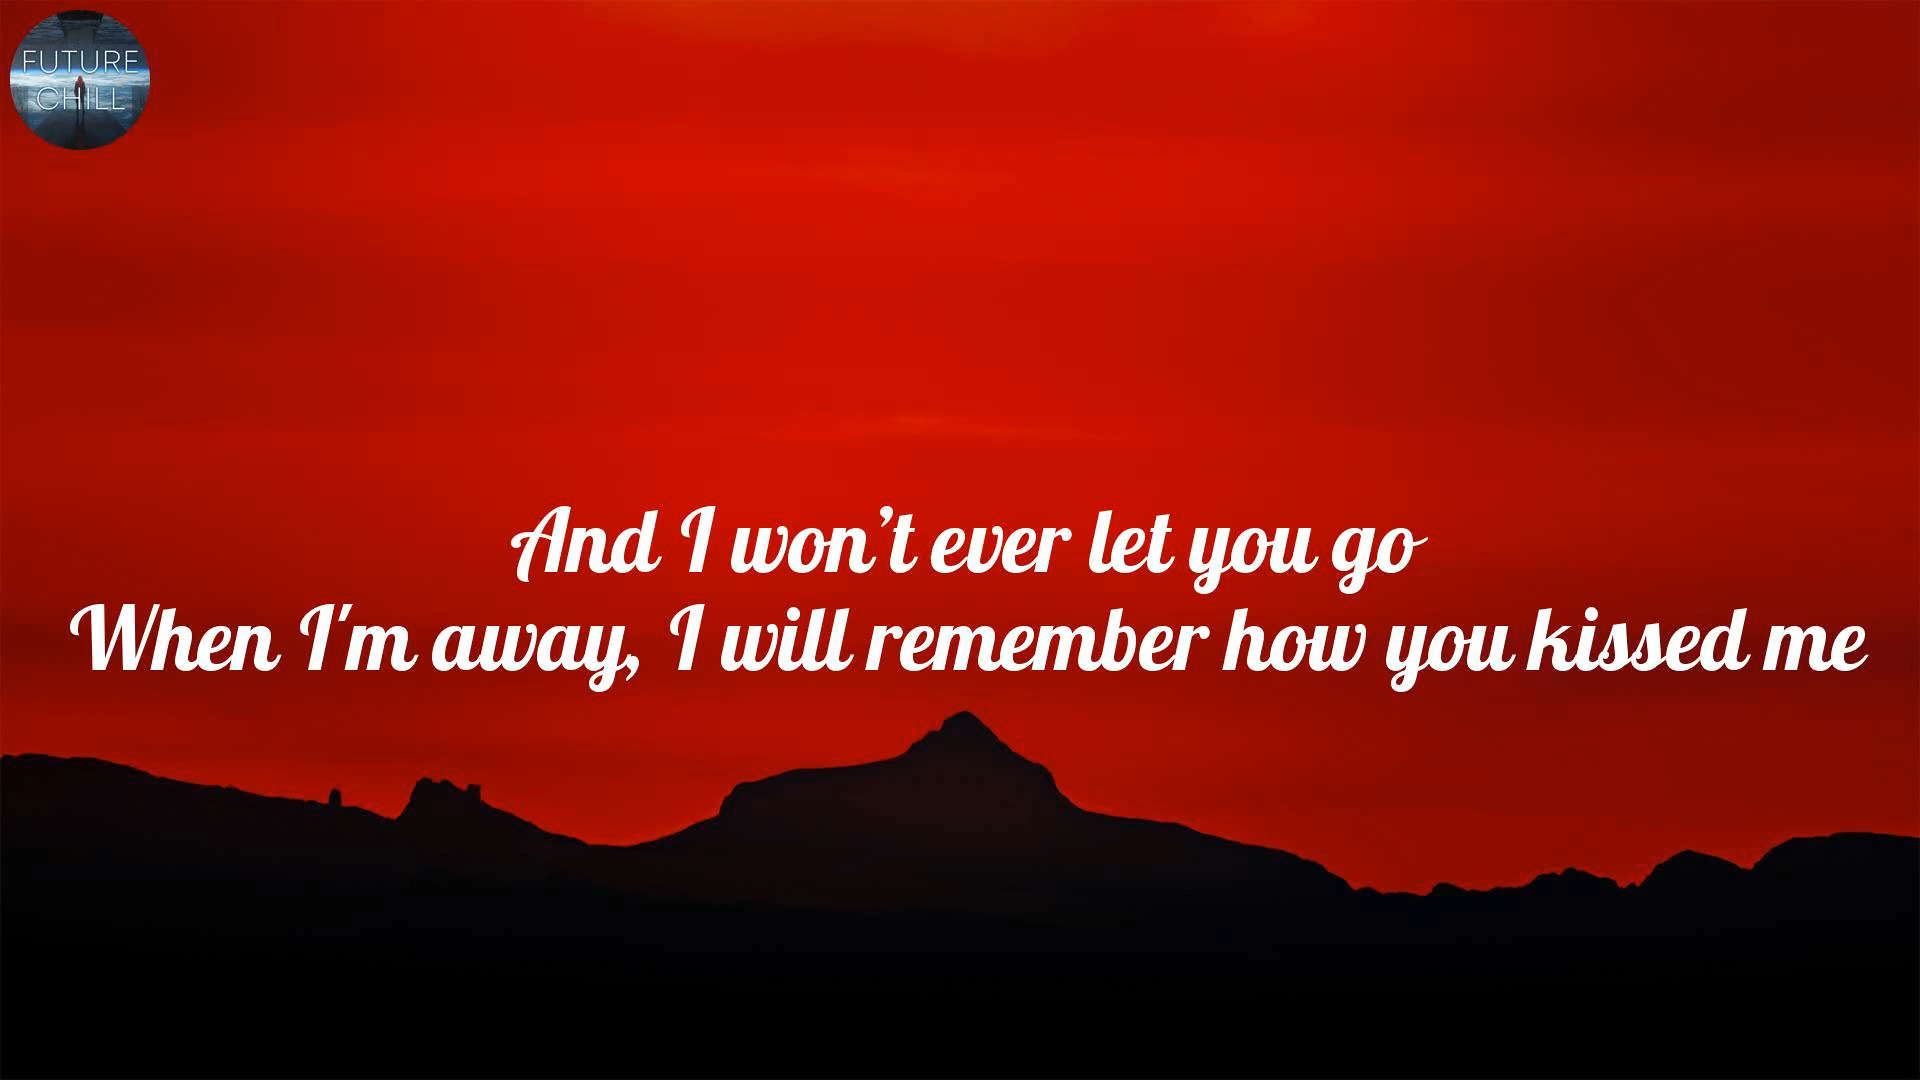 FUTURE
CHILL
And I won’t ever let you go
When I'm away, I will remember how you kissed me